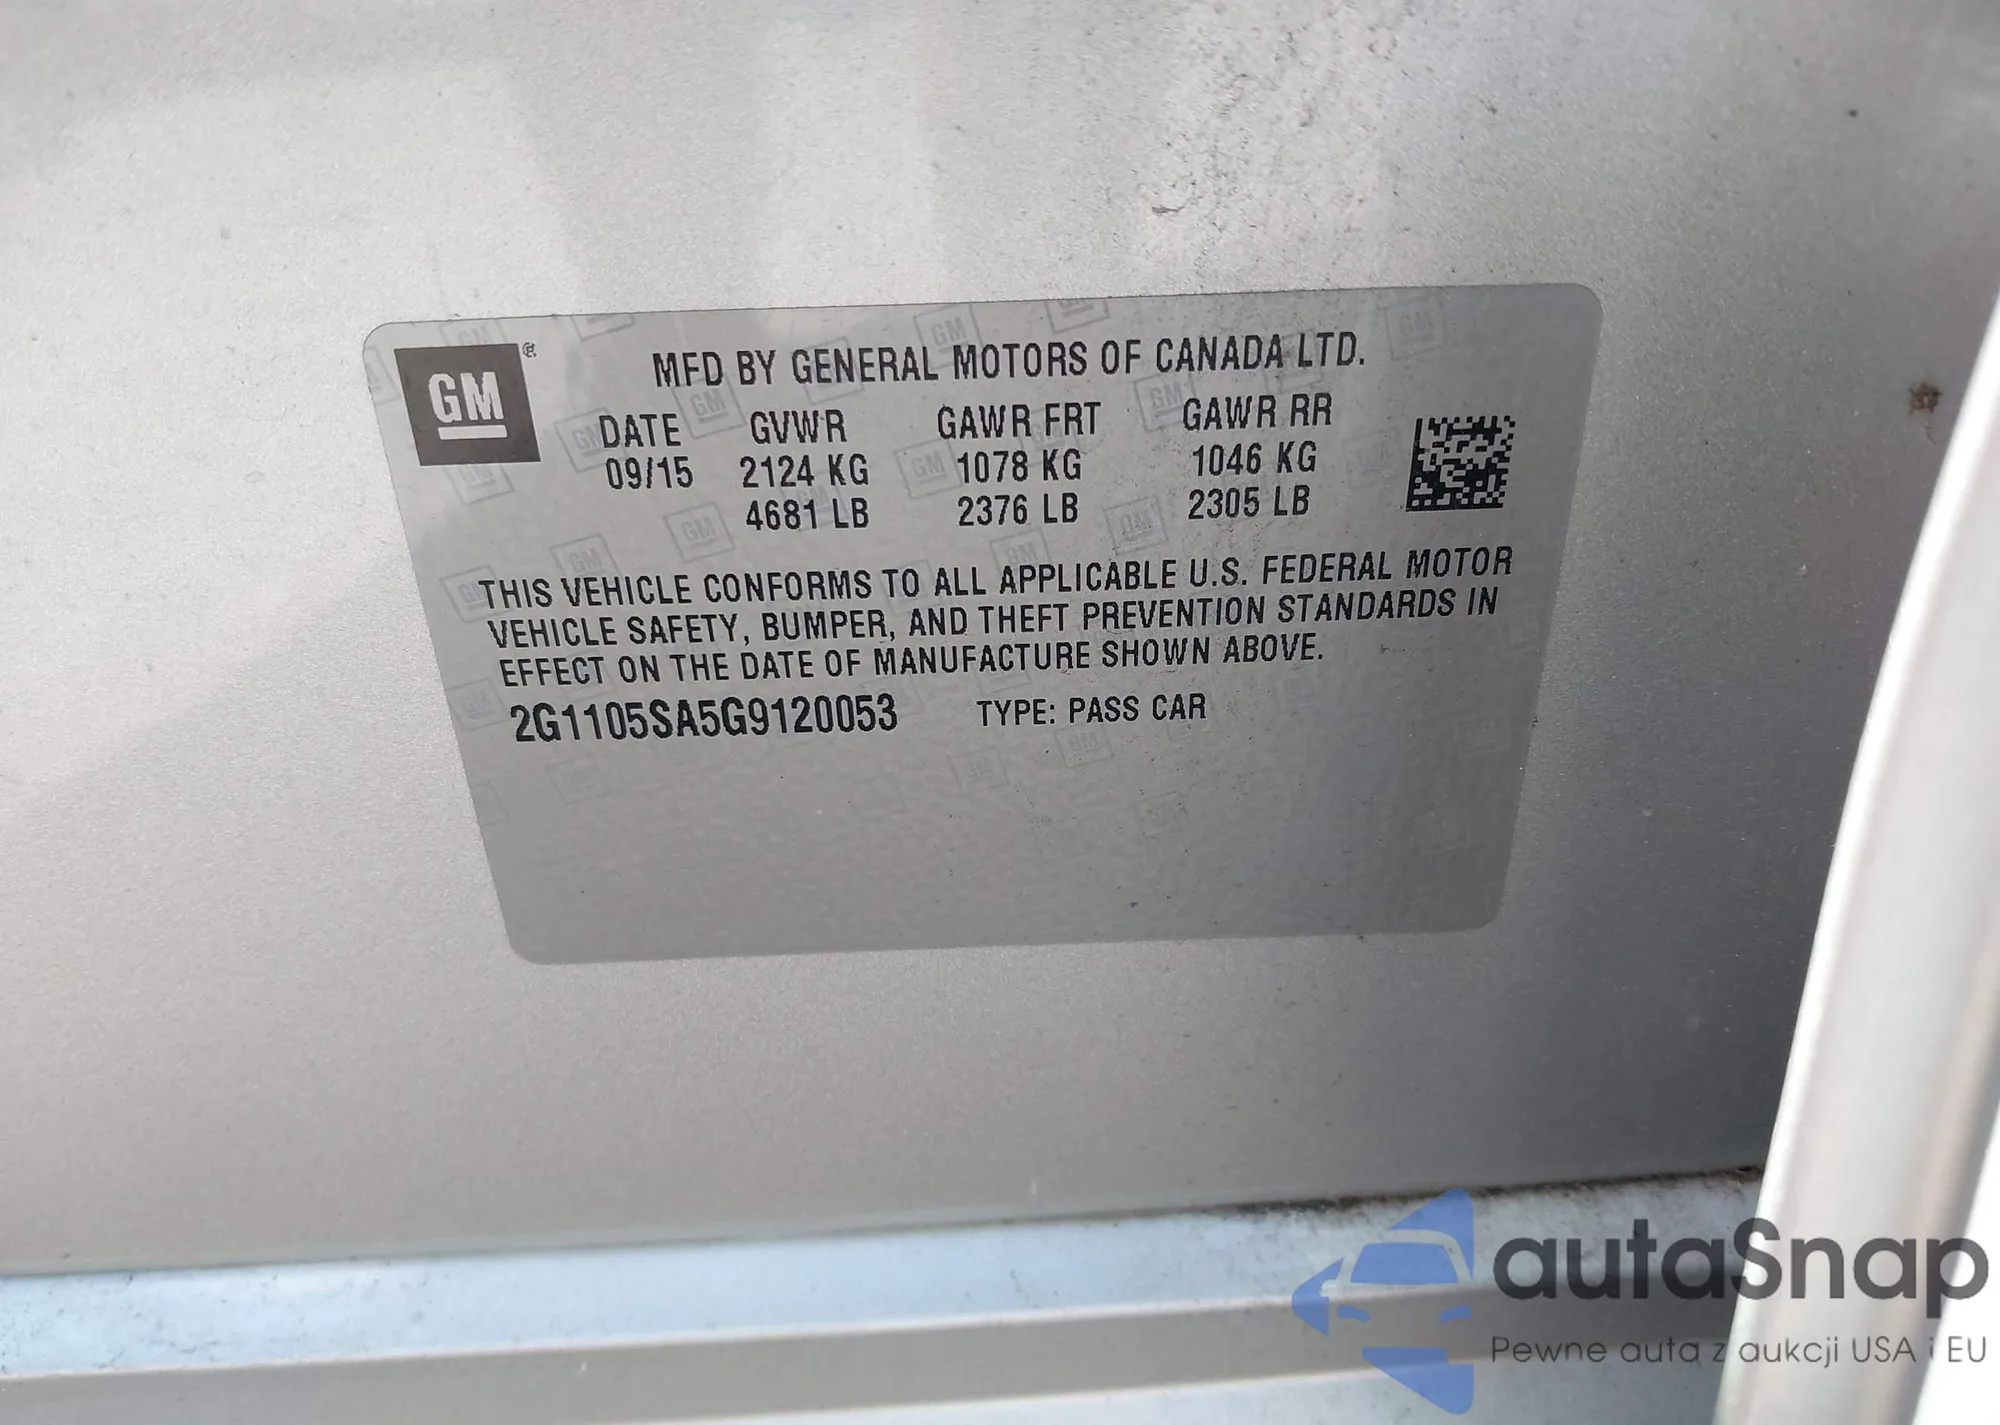 GM ®
MFD BY GENERAL MOTORS OF CANADA LTD.
DATE GVWR GAWR FRT GAWR RR
09/15 2124 KG 1078 KG 1046 KG
4681 LB 2376 LB 2305 LB
THIS VEHICLE CONFORMS TO ALL APPLICABLE U.S. FEDERAL MOTOR
VEHICLE SAFETY, BUMPER, AND THEFT PREVENTION STANDARDS IN
EFFECT ON THE DATE OF MANUFACTURE SHOWN ABOVE.
2G1105SA5G9120053 TYPE: PASS CAR
autaSnap
Pewne auta z aukcji USA i EU